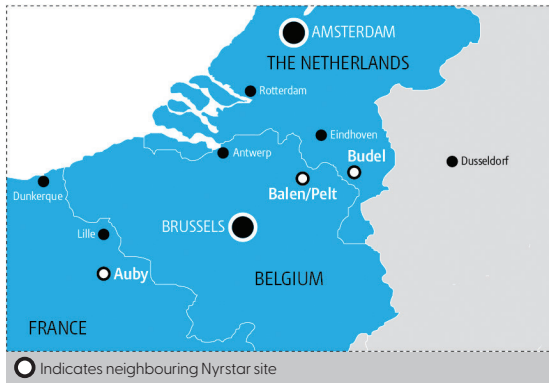 AMSTERDAM
THE NETHERLANDS
Rotterdam
Eindhoven
Antwerp
Budel
Dusseldorf
Balen/Pelt
Dunkerque
BRUSSELS
Lille
Auby
BELGIUM
FRANCE
Indicates neighbouring Nyrstar site